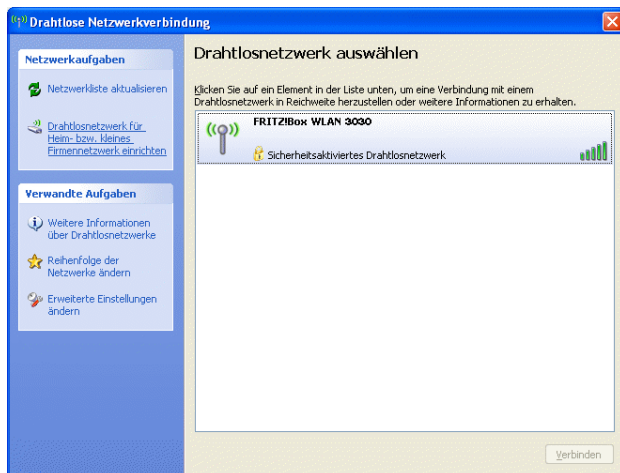 Drahtlose Netzwerkverbindung
Netzwerkaufgaben
Netzwerkliste aktualisieren
Drahtlosnetzwerk für
Heim- bzw. kleines
Firmennetzwerk einrichten
Verwandte Aufgaben
Weitere Informationen
über Drahtlosnetzwerke
Reihenfolge der
Netzwerke ändern
Erweiterte Einstellungen
ändern
Drahtlosnetzwerk auswählen
Klicken Sie auf ein Element in der Liste unten, um eine Verbindung mit einem
Drahtlosnetzwerk in Reichweite herzustellen oder weitere Informationen zu erhalten.
FRITZ!Box WLAN 3030
Sicherheitsaktiviertes Drahtlosnetzwerk
Verbinden